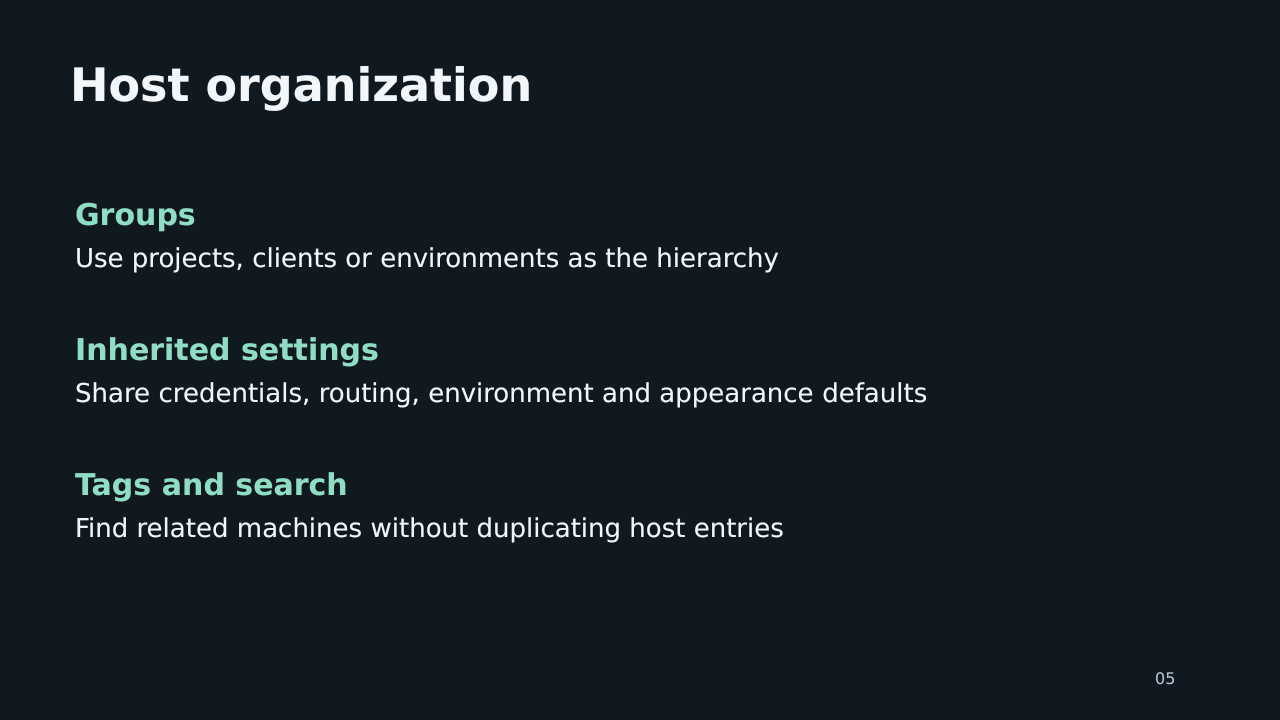 Host organization
Groups
Use projects, clients or environments as the hierarchy
Inherited settings
Share credentials, routing, environment and appearance defaults
Tags and search
Find related machines without duplicating host entries
05